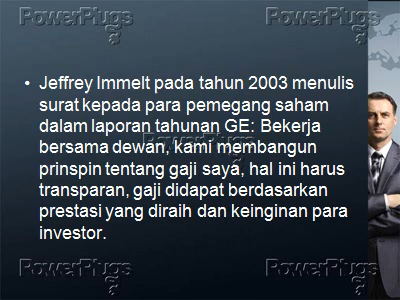 PowerPlugs PowerPlugs
• Jeffrey Immelt pada tahun 2003 menulis
surat kepada para pemegang saham
dalam laporan tahunan GE: Bekerja
bersama dewan, kami membangun
PowerPlugs
prinspin tentang gaji saya, hal ini harus
transparan, gaji didapat berdasarkan
prestasi yang diraih dan keinginan para
investor.
PowerPlugs PowerPlugs